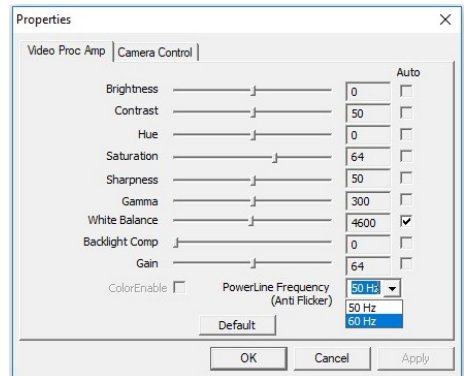 Properties
Video Proc Amp Camera Control
Auto
Brightness 0
Contrast 50
Hue 0
Saturation 64
Sharpness 50
Gamma 300
White Balance 4600
Backlight Comp 0
Gain 64
ColorEnable PowerLine Frequency 50 Hz
(Anti Flicker)
50 Hz
60 Hz
Default
OK Cancel Apply